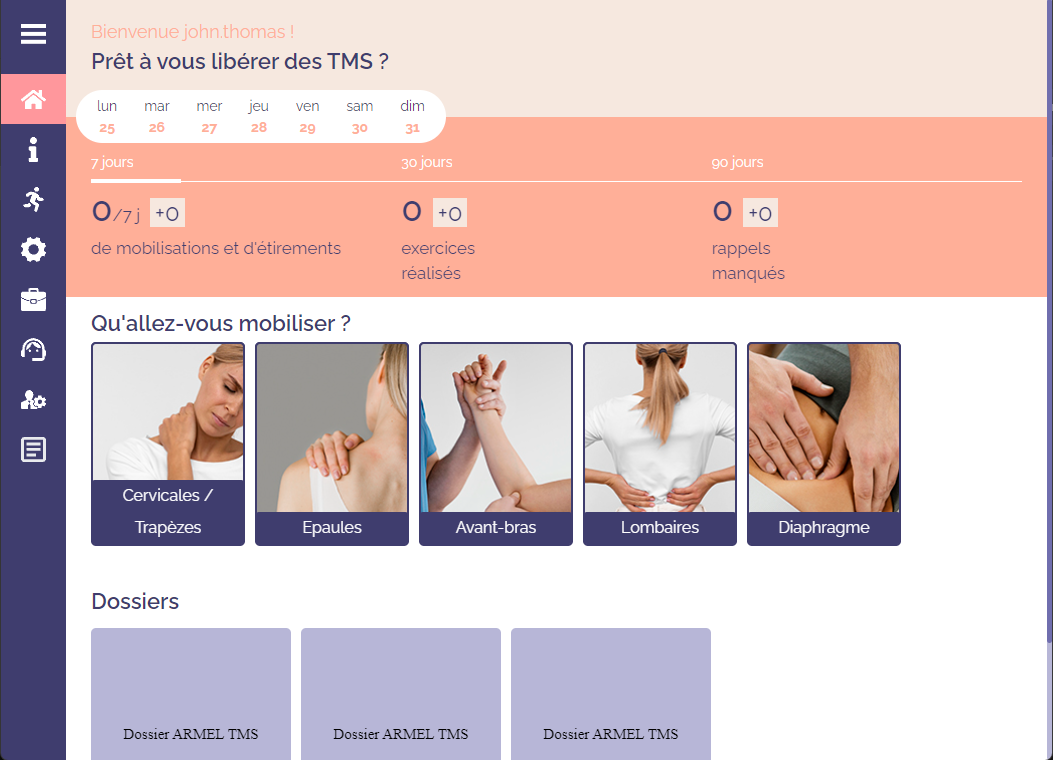 Bienvenue john.thomas !
Prêt à vous libérer des TMS ?
lun mar mer jeu ven sam dim
25 26 27 28 29 30 31
7 jours 30 jours 90 jours
0/7 j +0 0 +0 0 +0
de mobilisations et d'étirements exercices rappels
réalisés manqués
Qu'allez-vous mobiliser ?
Cervicales /
Trapèzes Epaules Avant-bras Lombaires Diaphragme
Dossiers
Dossier ARMEL TMS Dossier ARMEL TMS Dossier ARMEL TMS